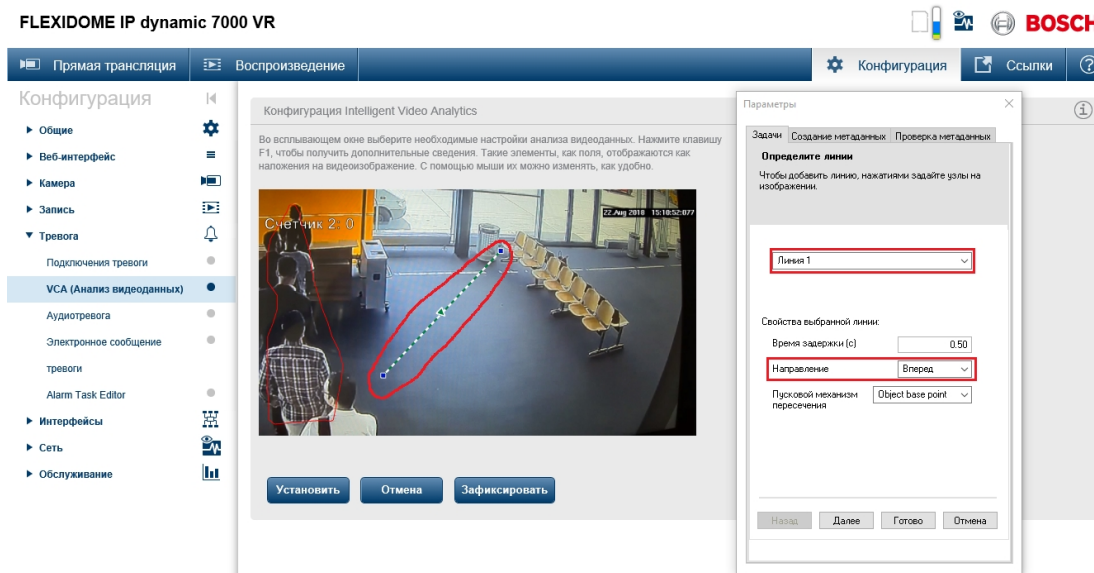 FLEXIDOME IP dynamic 7000 VR
BOSCH
Прямая трансляция
Воспроизведение
Конфигурация
Ссылки
Конфигурация
Общие
Веб-интерфейс
Камера
Запись
Тревога
Подключения тревоги
VCA (Анализ видеоданных)
Аудиотревога
Электронное сообщение
тревоги
Alarm Task Editor
Интерфейсы
Сеть
Обслуживание
Конфигурация Intelligent Video Analytics
Во всплывающем окне выберите необходимые настройки анализа видеоданных. Нажмите клавишу
F1, чтобы получить дополнительные сведения. Такие элементы, как поля, отображаются как
наложения на видеоизображение. С помощью мыши их можно изменять, как удобно.
22.Aug 2018 15:10:52:077
Счетчик 2: 0
Установить
Отмена
Зафиксировать
Параметры
Задачи
Создание метаданных
Проверка метаданных
Определите линии
Чтобы добавить линию, нажатиями задайте узлы на
изображении.
Линия 1
Свойства выбранной линии:
Время задержки (с)
0.50
Направление
Вперед
Пусковой механизм
пересечения
Object base point
Назад
Далее
Готово
Отмена